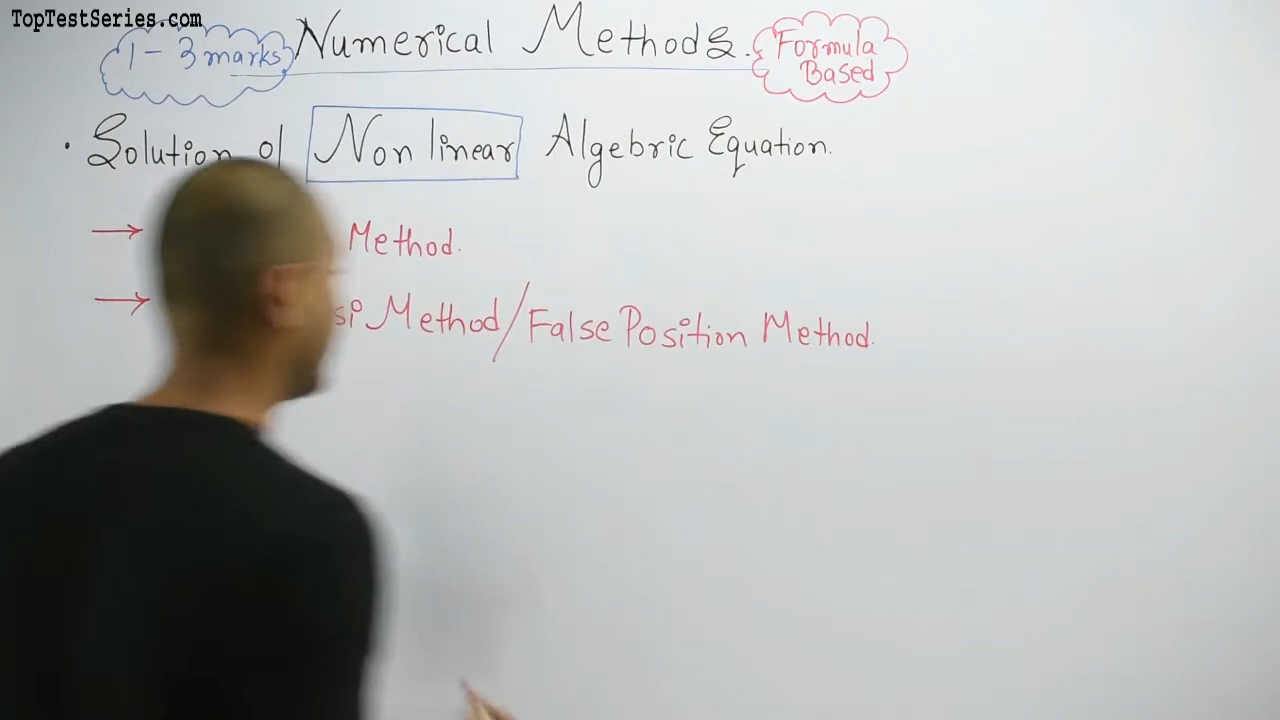 TopTestSeries.com
1 - 3 marks Numerical Methods. Formula Based
· Solution of Non linear Algebric Equation.
→ Method.
→ si Method/False Position Method.